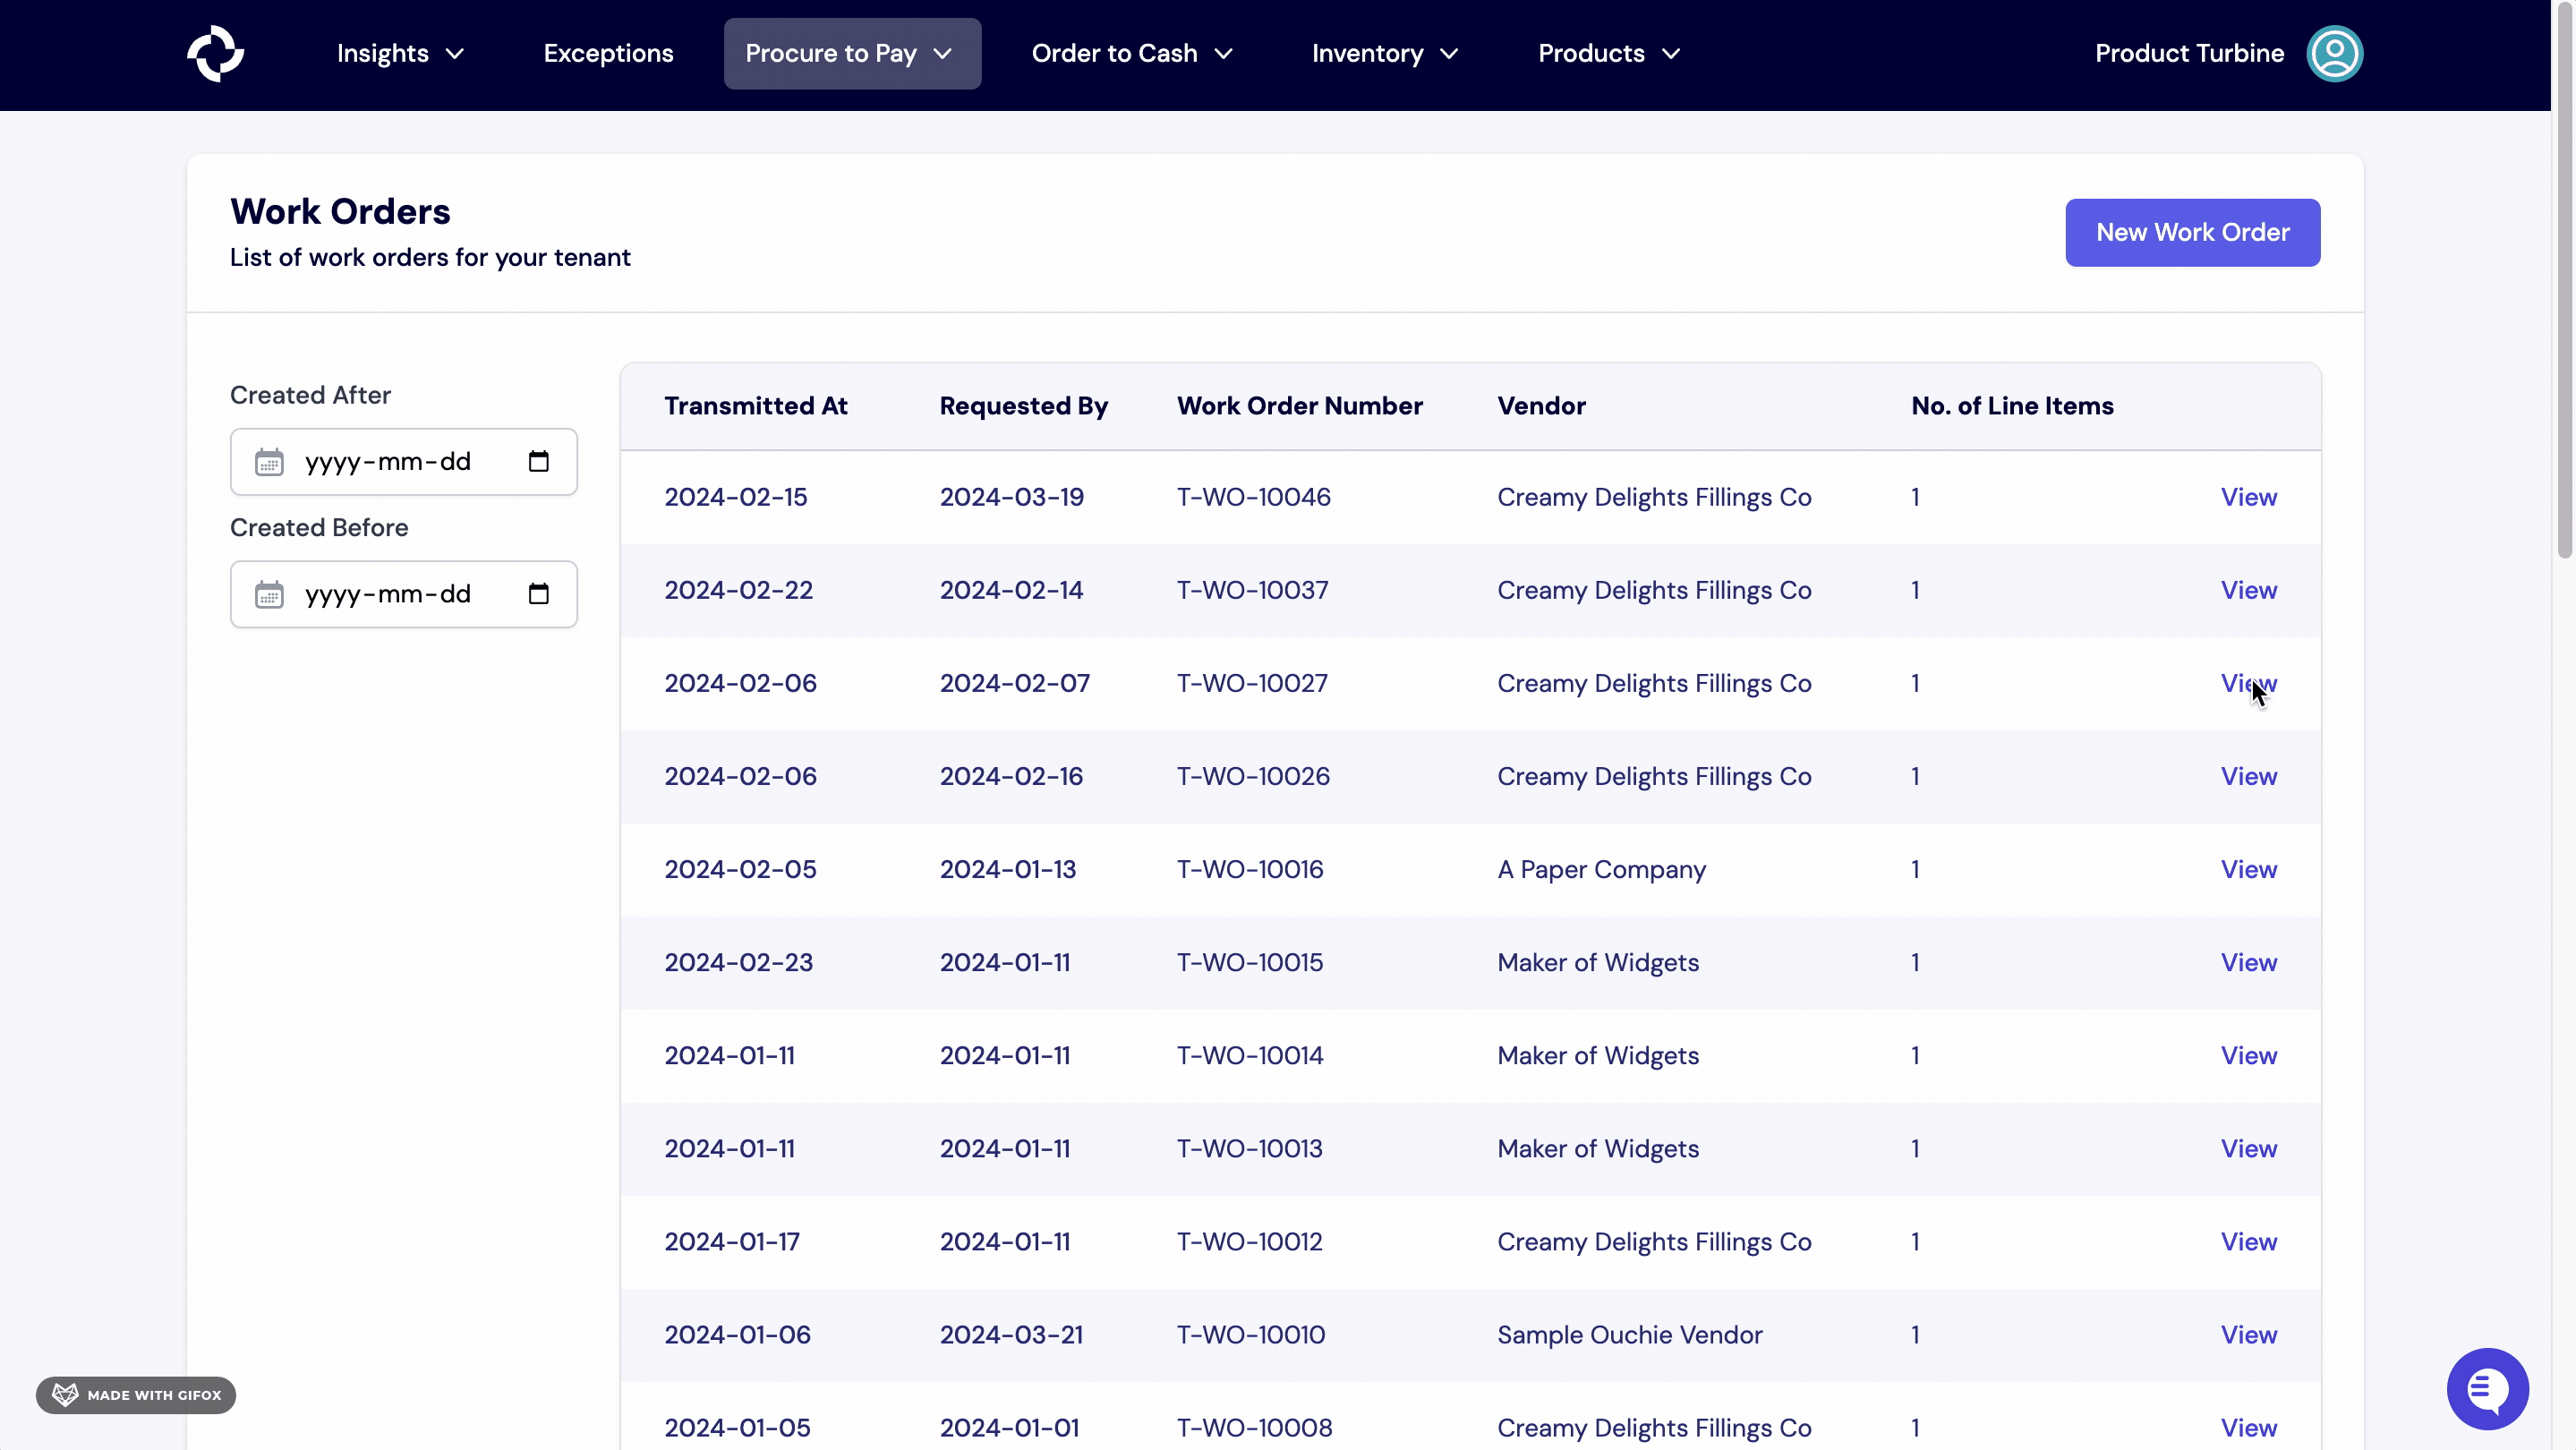 Insights Exceptions Procure to Pay Order to Cash Inventory Products Product Turbine
Work Orders
List of work orders for your tenant
New Work Order
Created After
yyyy-mm-dd
Created Before
yyyy-mm-dd
Transmitted At Requested By Work Order Number Vendor No. of Line Items
2024-02-15 2024-03-19 T-WO-10046 Creamy Delights Fillings Co 1 View
2024-02-22 2024-02-14 T-WO-10037 Creamy Delights Fillings Co 1 View
2024-02-06 2024-02-07 T-WO-10027 Creamy Delights Fillings Co 1 View
2024-02-06 2024-02-16 T-WO-10026 Creamy Delights Fillings Co 1 View
2024-02-05 2024-01-13 T-WO-10016 A Paper Company 1 View
2024-02-23 2024-01-11 T-WO-10015 Maker of Widgets 1 View
2024-01-11 2024-01-11 T-WO-10014 Maker of Widgets 1 View
2024-01-11 2024-01-11 T-WO-10013 Maker of Widgets 1 View
2024-01-17 2024-01-11 T-WO-10012 Creamy Delights Fillings Co 1 View
2024-01-06 2024-03-21 T-WO-10010 Sample Ouchie Vendor 1 View
2024-01-05 2024-01-01 T-WO-10008 Creamy Delights Fillings Co 1 View
MADE WITH GIFOX